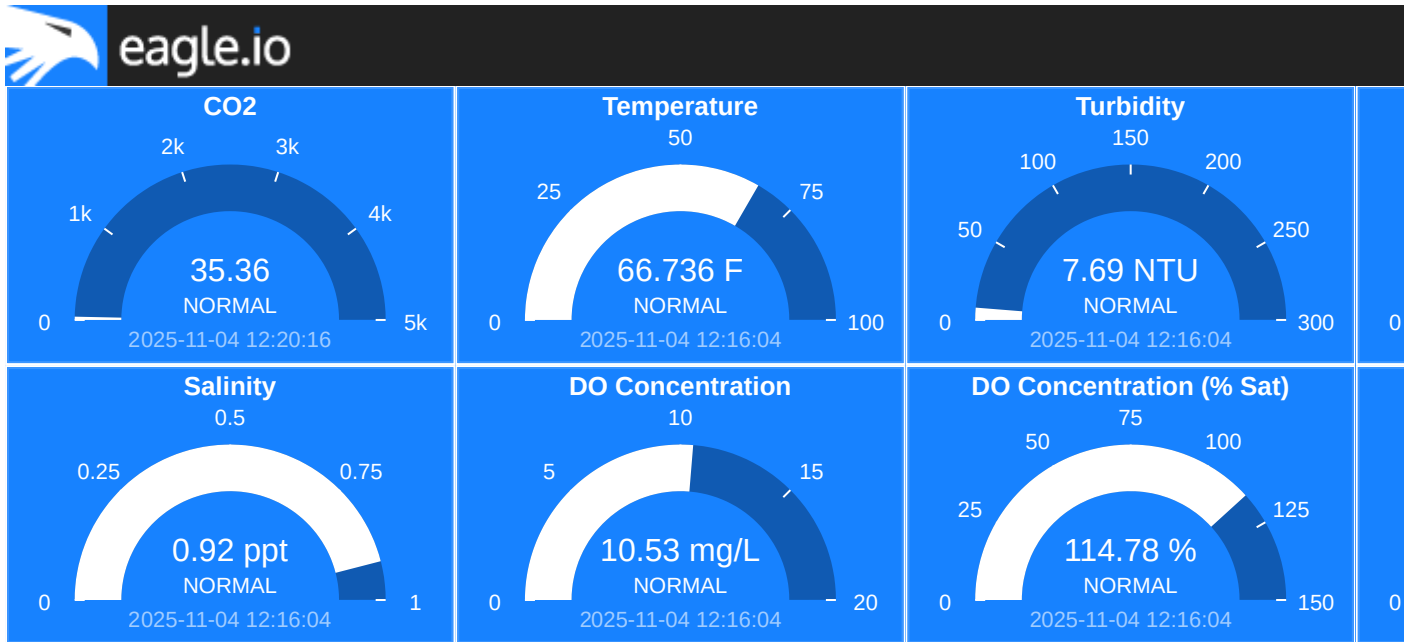 eagle.io
CO2
2k
3k
1k
4k
35.36
NORMAL
0
5k
2025-11-04 12:20:16
Temperature
50
25
75
66.736 F
NORMAL
0
100
2025-11-04 12:16:04
Turbidity
150
100
200
50
250
7.69 NTU
NORMAL
0
300
2025-11-04 12:16:04
0
Salinity
0.5
0.25
0.75
0.92 ppt
NORMAL
0
1
2025-11-04 12:16:04
DO Concentration
10
5
15
10.53 mg/L
NORMAL
0
20
2025-11-04 12:16:04
DO Concentration (% Sat)
75
50
100
25
125
114.78 %
NORMAL
0
150
2025-11-04 12:16:04
0